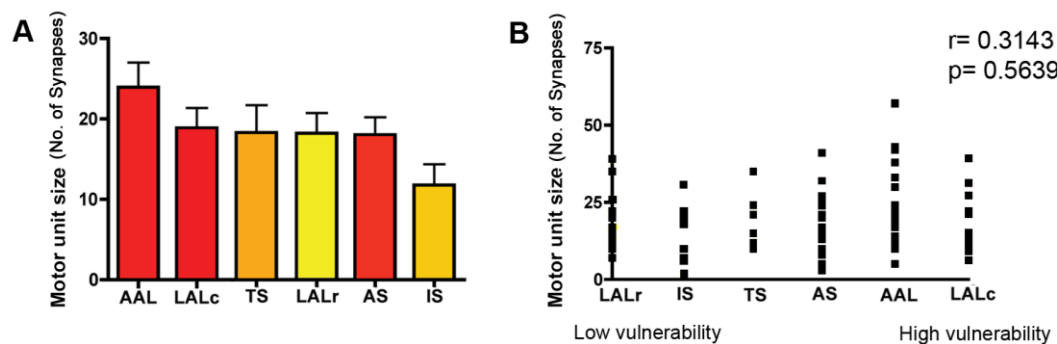 A
Motor unit size (No. of Synapses)
30
20
10
0
AAL LALc TS LALr AS IS
B
r= 0.3143
p= 0.5639
Motor unit size (No. of Synapses)
75
50
25
0
LALr IS TS AS AAL LALc
Low vulnerability High vulnerability